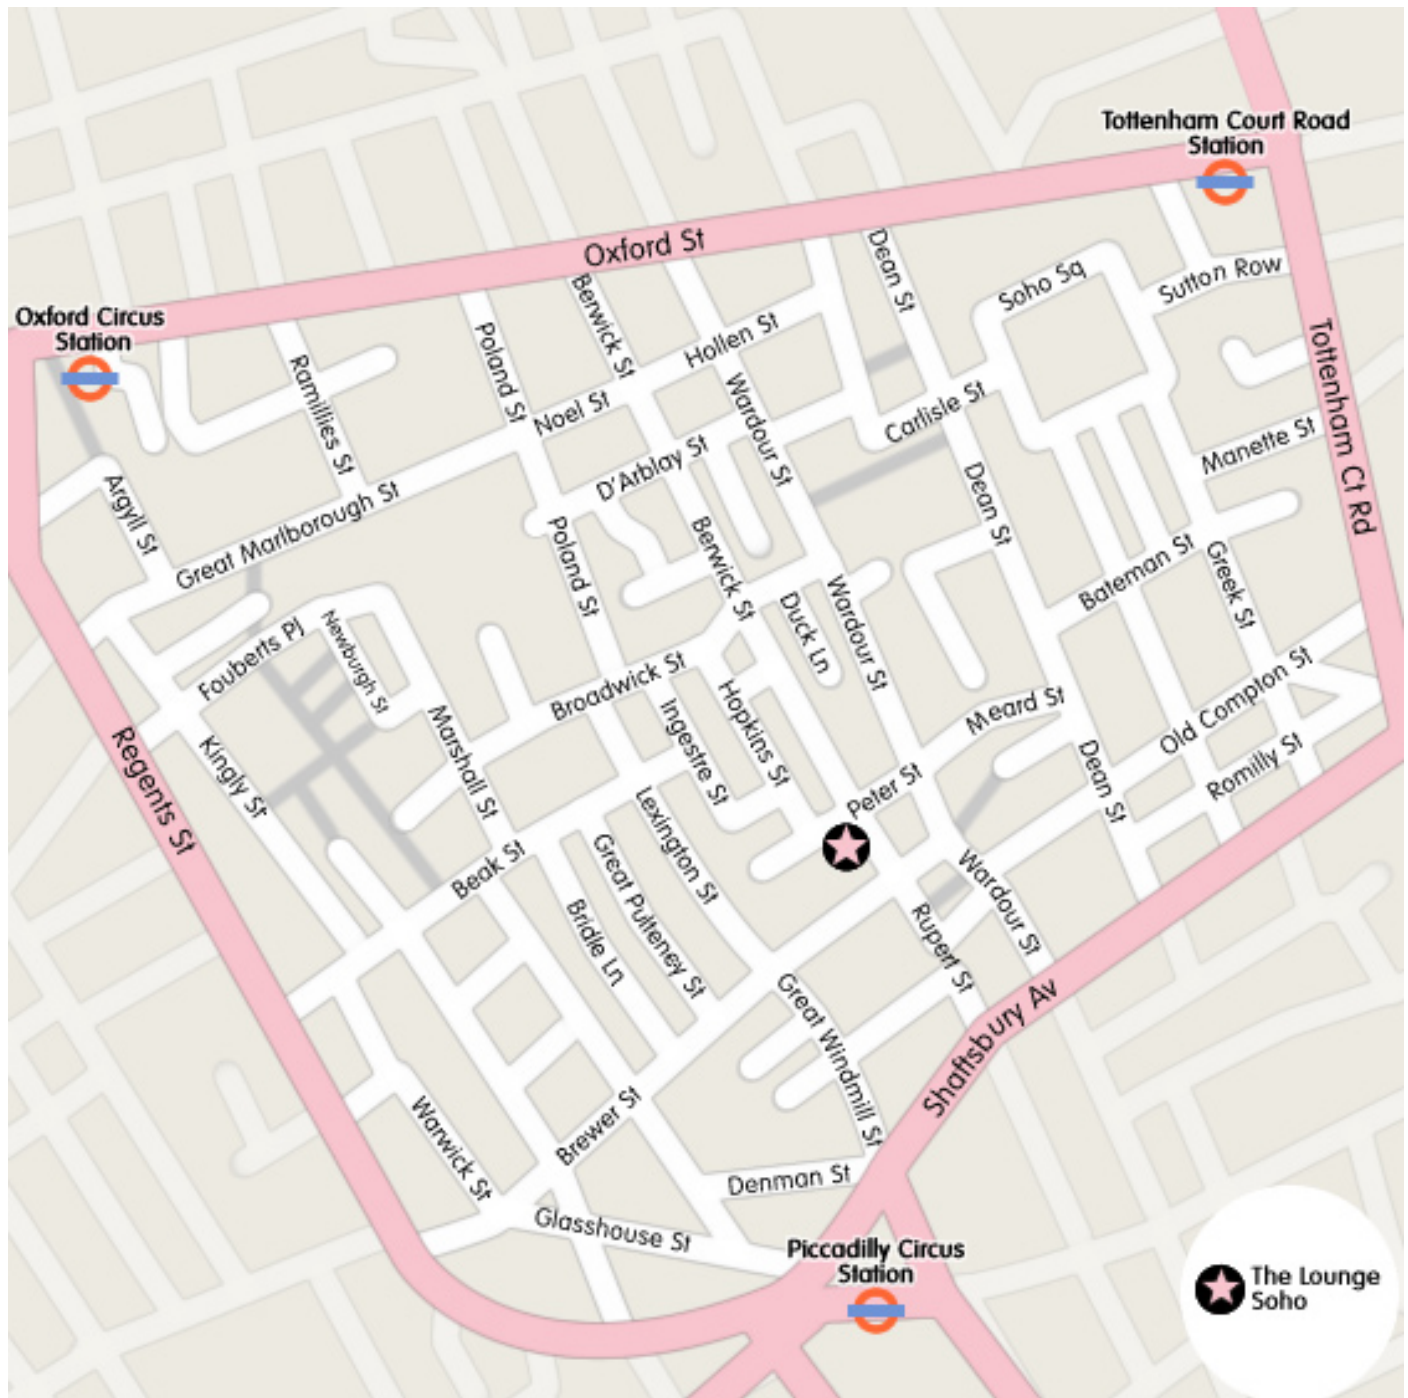 Tottenham Court Road
Station
Oxford St
Dean St
Soho Sq
Sutton Row
Oxford Circus
Station
Berwick St
Hollen St
Poland St
Ramillies St
Noel St
Wardour St
Carlisle St
Tottenham Ct Rd
Manette St
D'Arblay St
Argyll St
Great Marlborough St
Dean St
Poland St
Berwick St
Bateman St
Greek St
Duck Ln
Wardour St
Fouberts Pl
Newburgh St
Broadwick St
Hopkins St
Ingestre St
Meard St
Old Compton St
Romilly St
Regents St
Kingly St
Marshall St
Dean St
Peter St
Lexington St
Beak St
Great Pulteney St
Bridle Ln
Wardour St
Rupert St
Great Windmill St
Shaftsbury Av
Warwick St
Brewer St
Denman St
Glasshouse St
Piccadilly Circus
Station
The Lounge
Soho